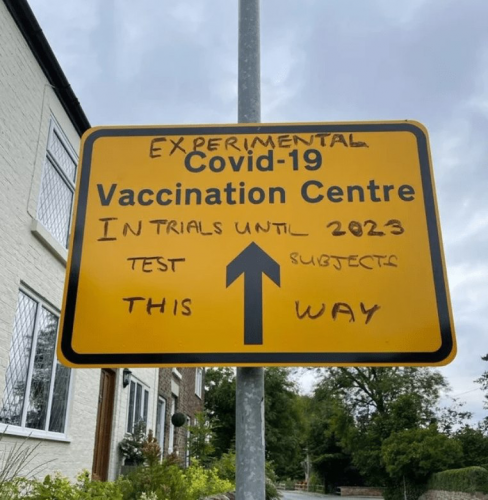 EXPERIMENTAL
Covid-19
Vaccination Centre
IN TRIALS UNTIL 2023
TEST SUBJECTS
THIS WAY